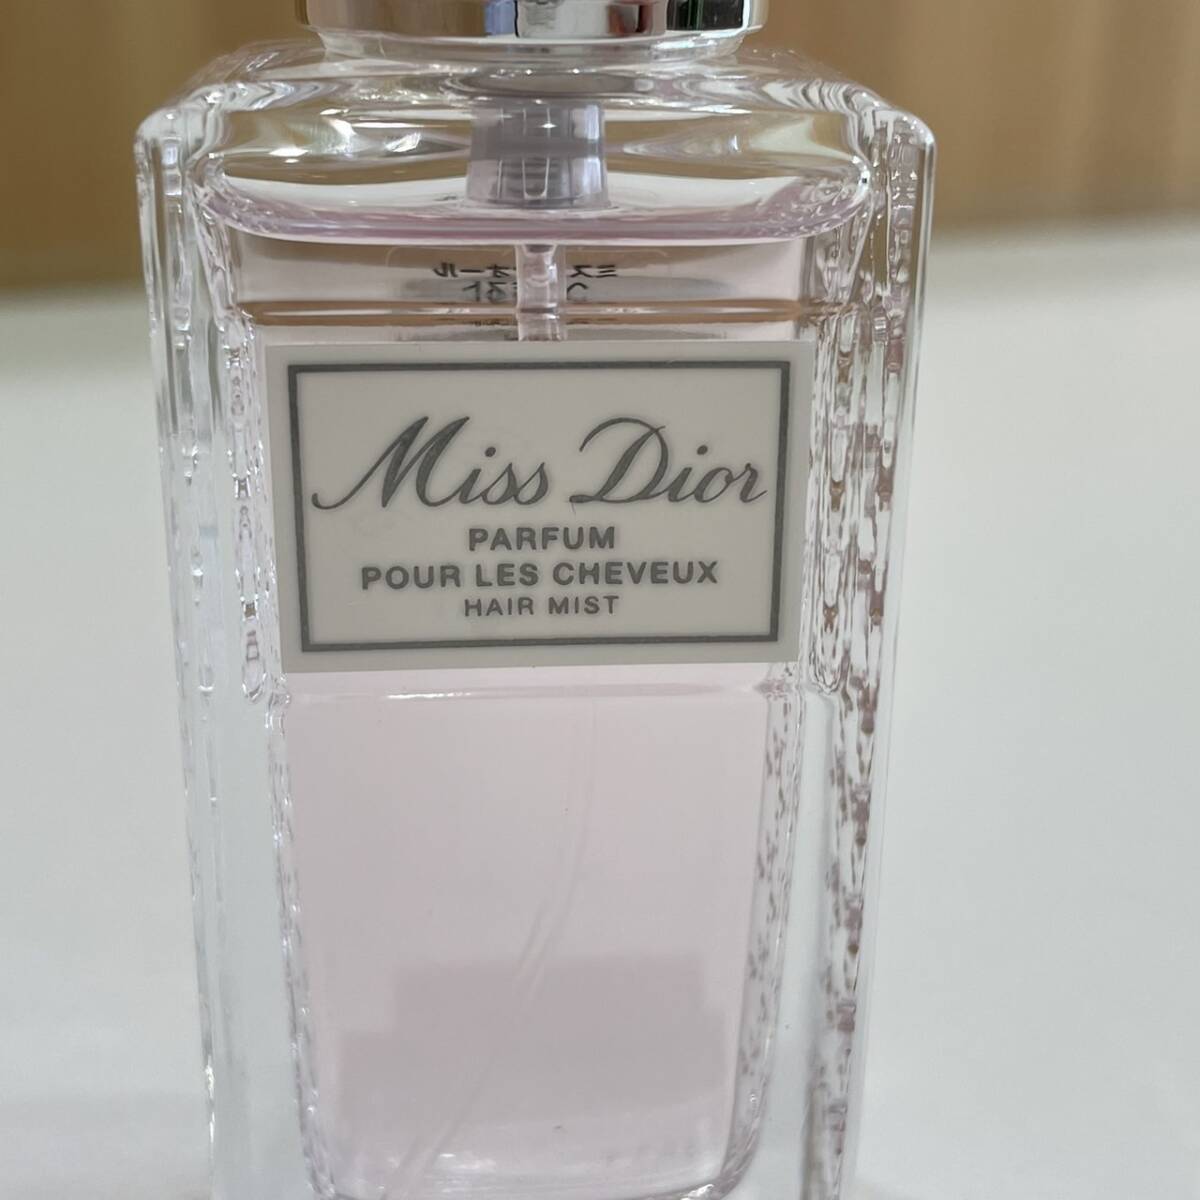 Miss Dior
PARFUM
POUR LES CHEVEUX
HAIR MIST